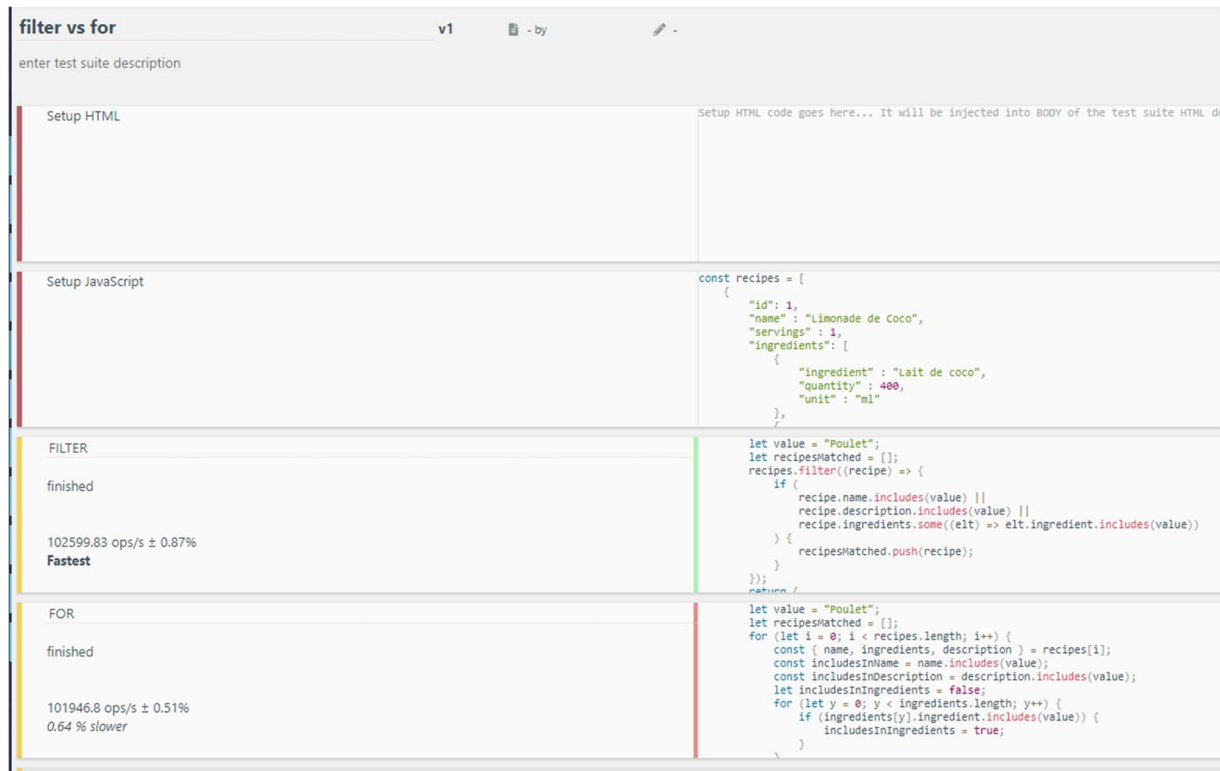 filter vs for v1 - by -
enter test suite description
Setup HTML
Setup HTML code goes here... It will be injected into BODY of the test suite HTML
Setup JavaScript
const recipes = [
{
"id": 1,
"name" : "Limonade de Coco",
"servings" : 1,
"ingredients": [
{
"ingredient" : "Lait de coco",
"quantity" : 400,
"unit" : "ml"
},
FILTER
finished
102599.83 ops/s ± 0.87%
Fastest
let value = "Poulet";
let recipesMatched = [];
recipes.filter((recipe) => {
if (
recipe.name.includes(value) ||
recipe.description.includes(value) ||
recipe.ingredients.some((elt) => elt.ingredient.includes(value))
) {
recipesMatched.push(recipe);
}
});
return {
FOR
finished
101946.8 ops/s ± 0.51%
0.64 % slower
let value = "Poulet";
let recipesMatched = [];
for (let i = 0; i < recipes.length; i++) {
const { name, ingredients, description } = recipes[i];
const includesInName = name.includes(value);
const includesInDescription = description.includes(value);
let includesInIngredients = false;
for (let y = 0; y < ingredients.length; y++) {
if (ingredients[y].ingredient.includes(value)) {
includesInIngredients = true;
}